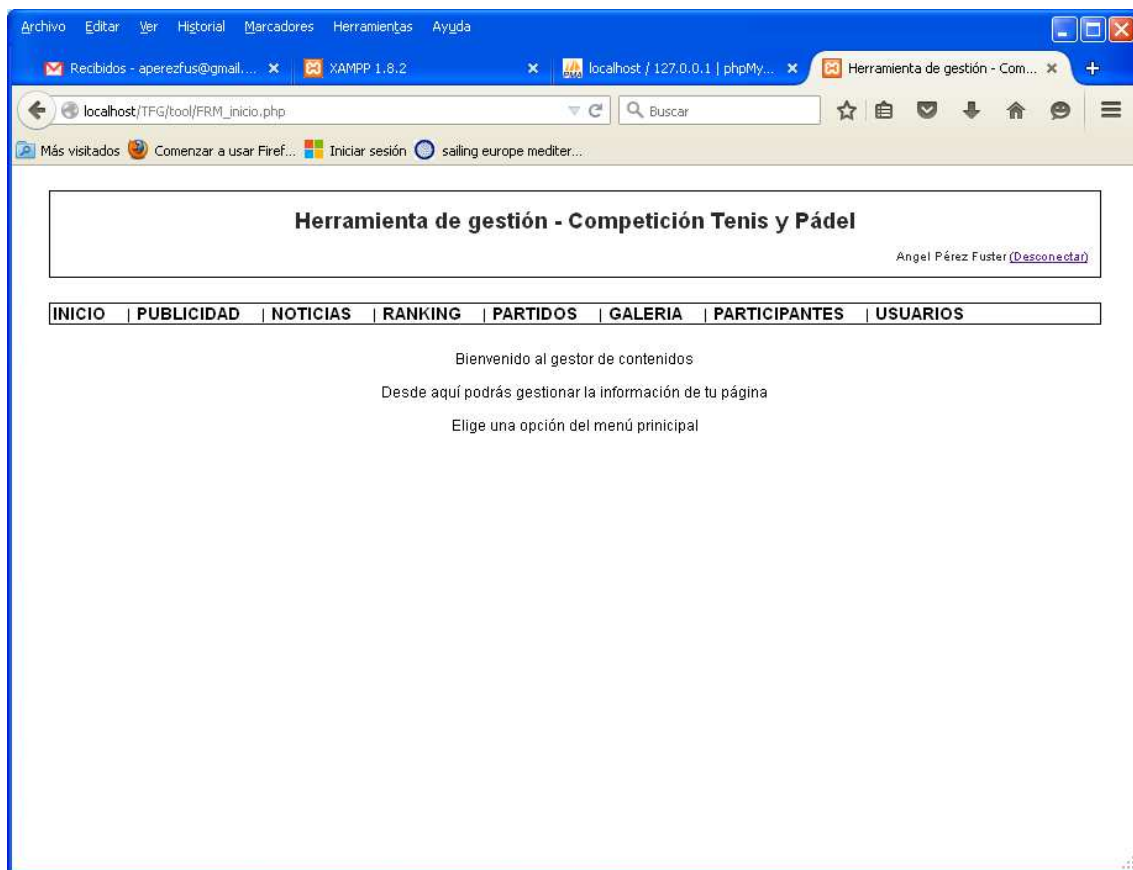 Archivo Editar Ver Historial Marcadores Herramientas Ayuda
Recibidos - aperezfus@gmail.... XAMPP 1.8.2 localhost / 127.0.0.1 | phpMy... Herramienta de gestión - Com...
localhost/TFG/tool/FRM_inicio.php Buscar
Más visitados Comenzar a usar Firef... Iniciar sesión sailing europe mediter...
Herramienta de gestión - Competición Tenis y Pádel
Angel Pérez Fuster (Desconectar)
INICIO | PUBLICIDAD | NOTICIAS | RANKING | PARTIDOS | GALERIA | PARTICIPANTES | USUARIOS
Bienvenido al gestor de contenidos
Desde aquí podrás gestionar la información de tu página
Elige una opción del menú prinicipal